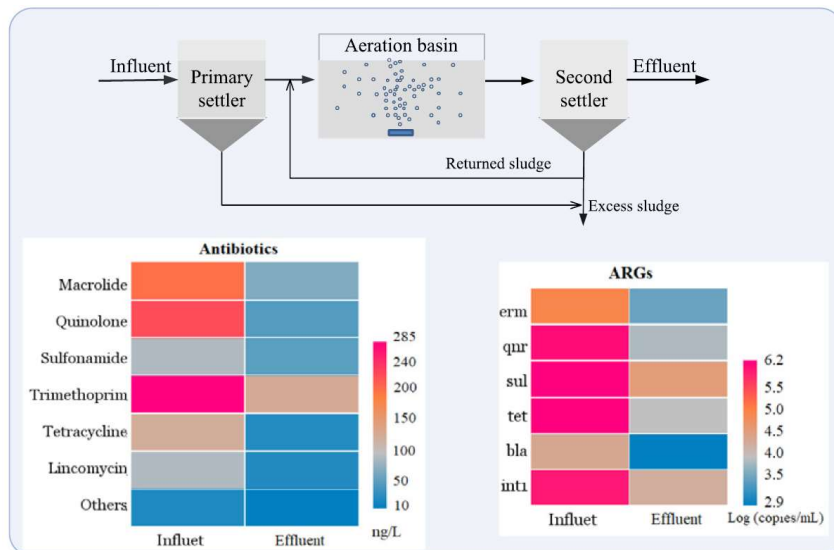 Aeration basin
Influent
Primary
settler
Second
settler
Effluent
Returned sludge
Excess sludge
Antibiotics
Macrolide
Quinolone
Sulfonamide
Trimethoprim
Tetracycline
Lincomycin
Others
Influet
Effluent
285
240
200
150
100
50
10
ng/L
ARGs
erm
qnr
sul
tet
bla
int1
Influet
Effluent
6.2
5.0
4.5
4.0
3.5
2.9
Log (copies/mL)